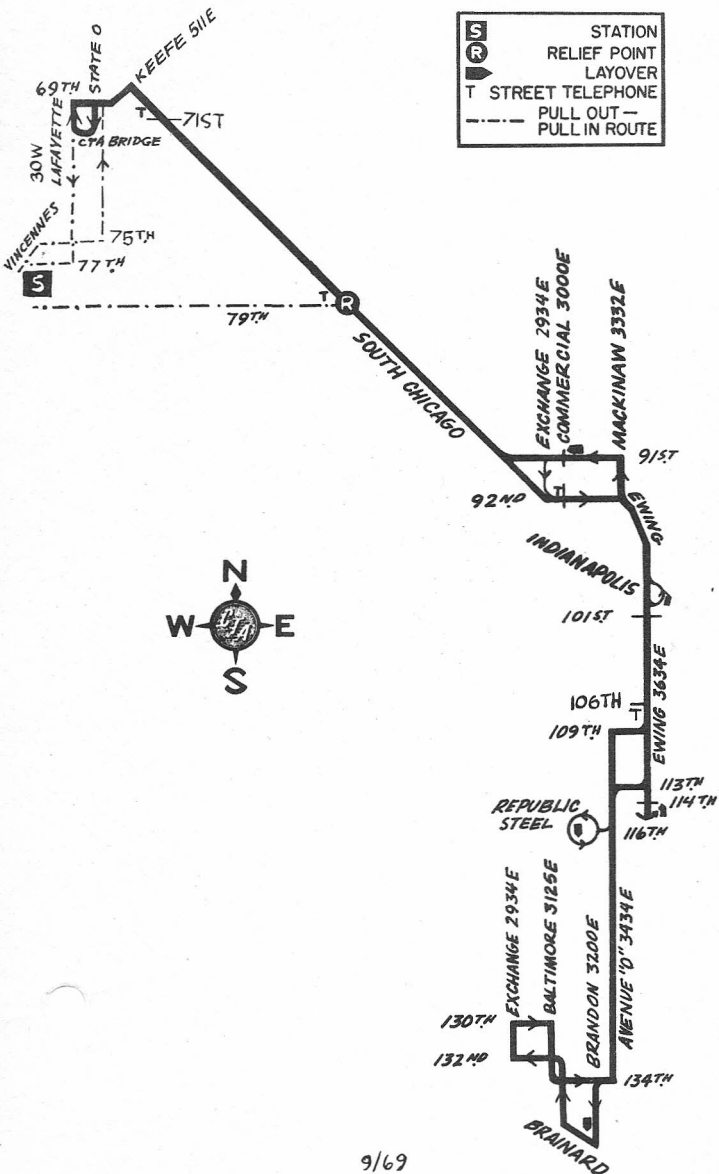 S STATION
R RELIEF POINT
LAYOVER
T STREET TELEPHONE
PULL OUT —
PULL IN ROUTE
KEEFE 511E
STATE 0
69TH
T
71ST
CTA BRIDGE
30W
LAFAYETTE
VINCENNES
75TH
77TH
S
T R
79TH
SOUTH CHICAGO
EXCHANGE 2934E
COMMERCIAL 3000E
MACKINAW 3332E
91ST
T
92ND
EWING
INDIANAPOLIS
N
W CTA E
S
101ST
EWING 3634E
106TH
T
109TH
113TH
114TH
116TH
REPUBLIC
STEEL
EXCHANGE 2934E
BALTIMORE 3125E
BRANDON 3200E
AVENUE "D" 3434E
130TH
132ND
134TH
BRAINARD
9/69